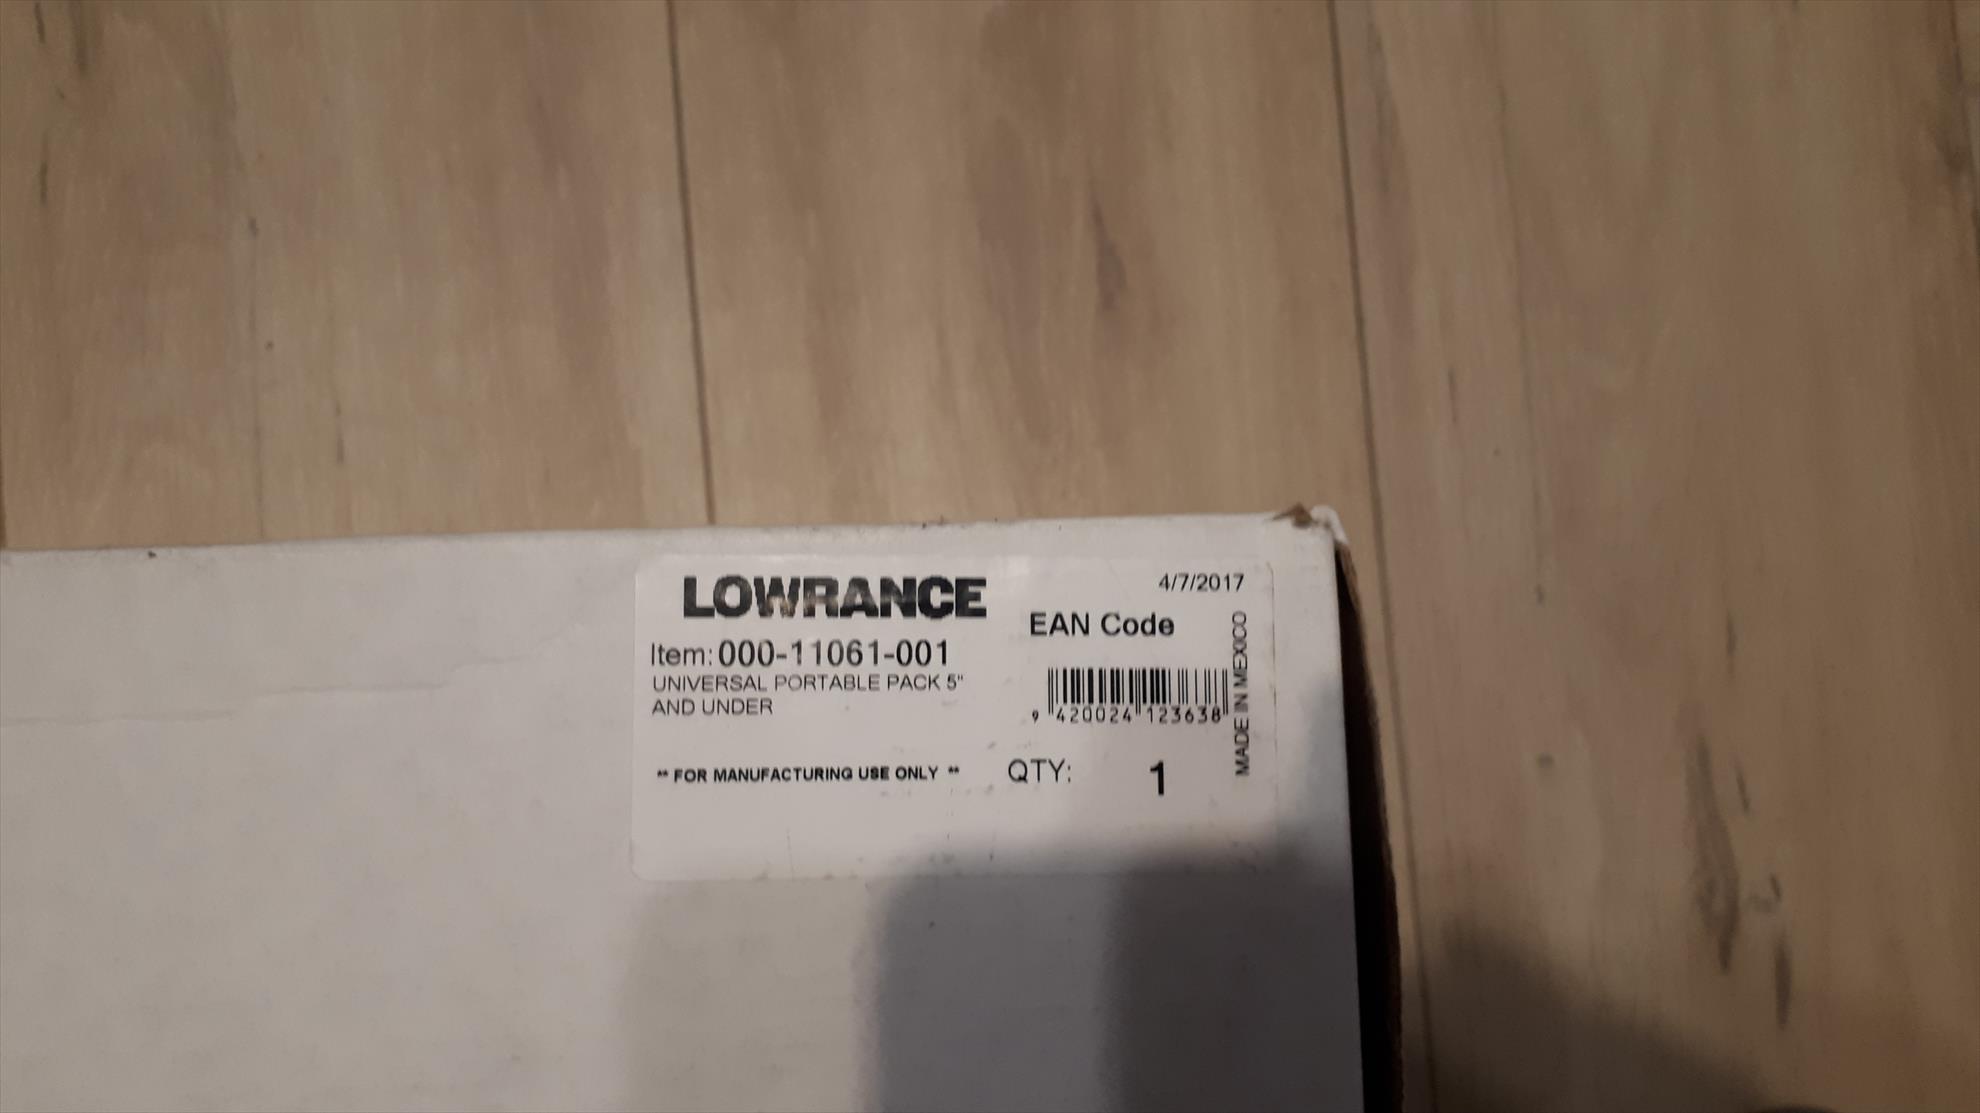 LOWRANCE
4/7/2017
EAN Code
Item: 000-11061-001
UNIVERSAL PORTABLE PACK 5"
AND UNDER
9 420024 123638
MADE IN MEXICO
** FOR MANUFACTURING USE ONLY **
QTY: 1